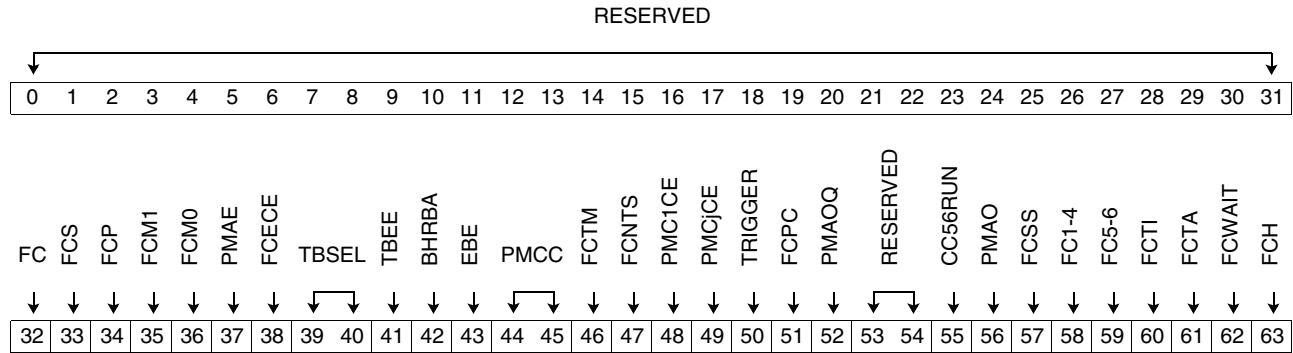 RESERVED
0 1 2 3 4 5 6 7 8 9 10 11 12 13 14 15 16 17 18 19 20 21 22 23 24 25 26 27 28 29 30 31
FC FCS FCP FCM1 FCM0 PMAE FCECE TBSEL TBEE BHRBA EBE PMCC FCTM FCNTS PMC1CE PMCjCE TRIGGER FCPC PMAOQ RESERVED CC56RUN PMAO FCSS FC1-4 FC5-6 FCTI FCTA FCWAIT FCH
32 33 34 35 36 37 38 39 40 41 42 43 44 45 46 47 48 49 50 51 52 53 54 55 56 57 58 59 60 61 62 63